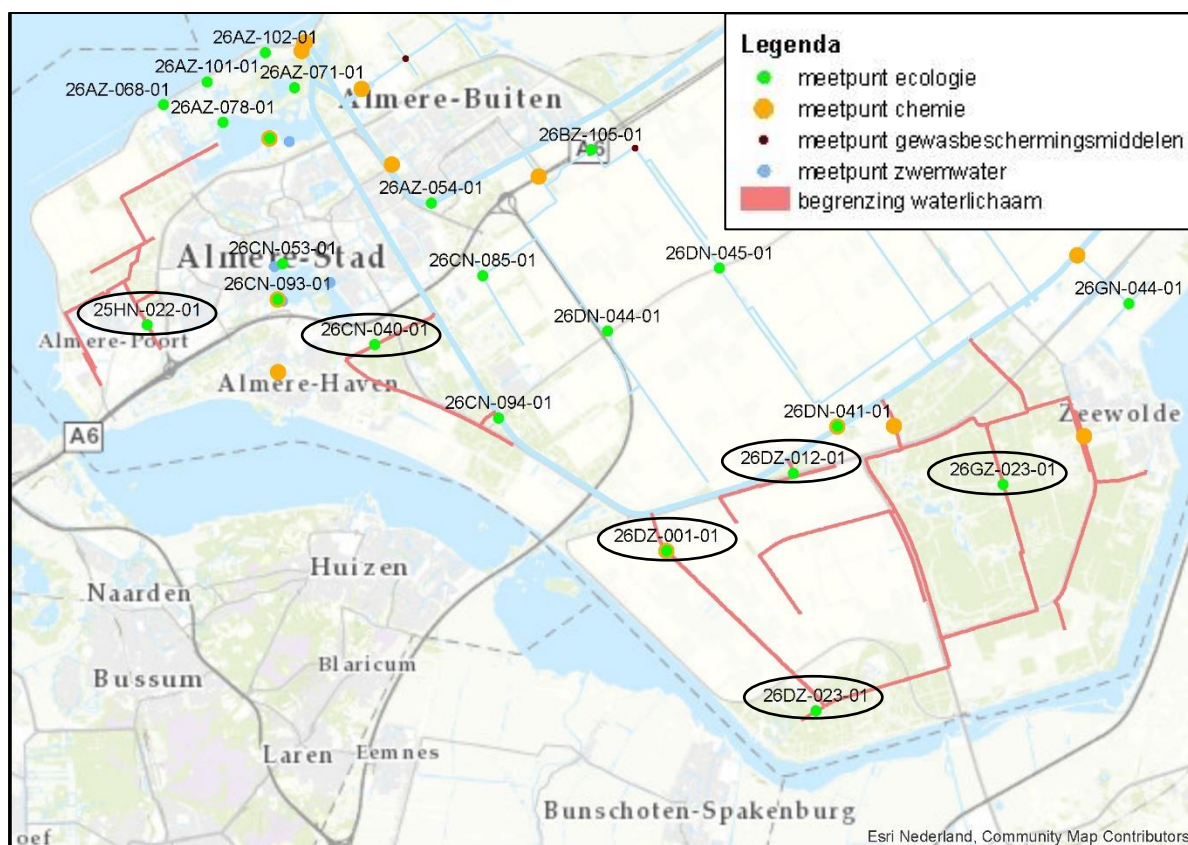 26AZ-102-01
26AZ-101-01
26AZ-071-01
26AZ-068-01
26AZ-078-01
Almere-Buiten
26BZ-105-01
A6
26AZ-054-01
Legenda
meetpunt ecologie
meetpunt chemie
meetpunt gewasbeschermingsmiddelen
meetpunt zwemwater
begrenzing waterlichaam
26CN-053-01
Almere-Stad
26CN-085-01
26DN-045-01
26CN-093-01
25HN-022-01
26CN-040-01
26DN-044-01
26GN-044-01
Almere-Poort
Almere-Haven
26CN-094-01
26DN-041-01
Zeewolde
A6
26DZ-012-01
26GZ-023-01
26DZ-001-01
Huizen
Naarden
Blaricum
Bussum
26DZ-023-01
Laren
Eemnes
Bunschoten-Spakenburg
oef
Esri Nederland, Community Map Contributors